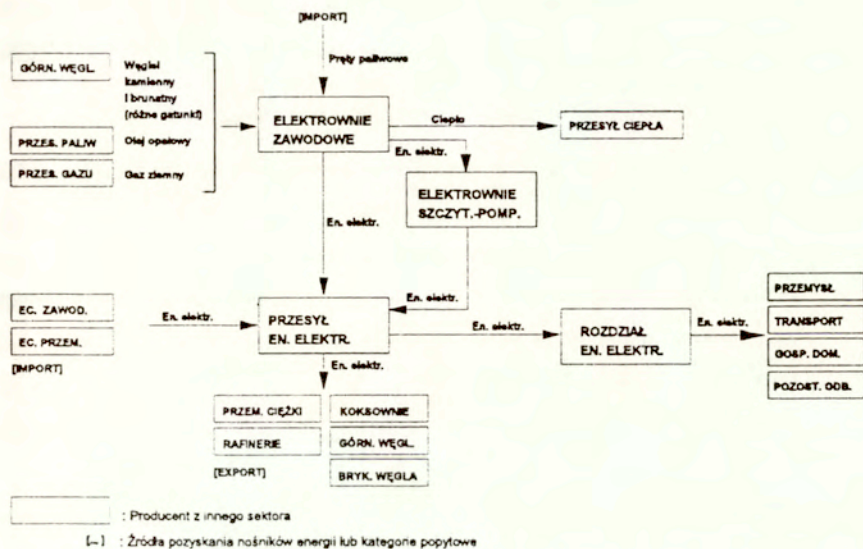 [IMPORT]
Pręty paliwowe
GÓRN. WĘGL.
Węgiel
kamienny
i brunatny
(różne gatunki)
PRZES. PALIW
Olej opałowy
PRZES. GAZU
Gaz ziemny
ELEKTROWNIE
ZAWODOWE
Ciepło
PRZESYŁ CIEPŁA
En. elektr.
ELEKTROWNIE
SZCZYT.-POMP.
En. elektr.
EC. ZAWOD.
EC. PRZEM.
[IMPORT]
En. elektr.
PRZESYŁ
EN. ELEKTR.
En. elektr.
En. elektr.
ROZDZIAŁ
EN. ELEKTR.
En. elektr.
PRZEMYSŁ
TRANSPORT
GOSP. DOM.
POZOST. ODB.
En. elektr.
PRZEM. CIĘŻKI
KOKSOWNIE
RAFINERIE
GÓRN. WĘGL.
[EXPORT]
BRYK. WĘGLA
: Producent z innego sektora
[...] : Źródła pozyskania nośników energii lub kategorie popytowe